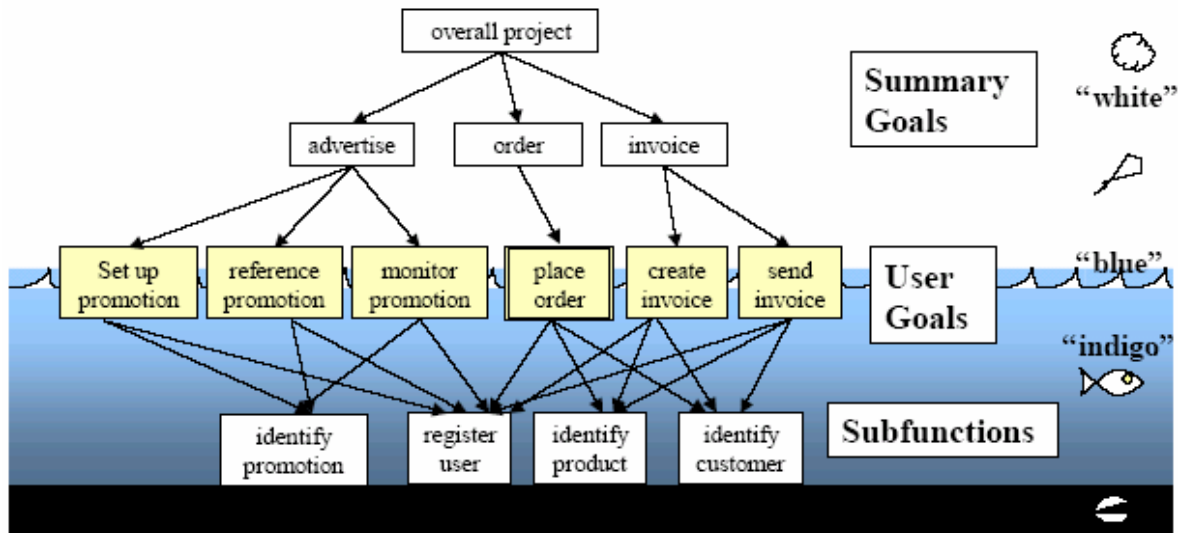 overall project
Summary
Goals
“white”
advertise
order
invoice
Set up
promotion
reference
promotion
monitor
promotion
place
order
create
invoice
send
invoice
User
Goals
“blue”
“indigo”
identify
promotion
register
user
identify
product
identify
customer
Subfunctions